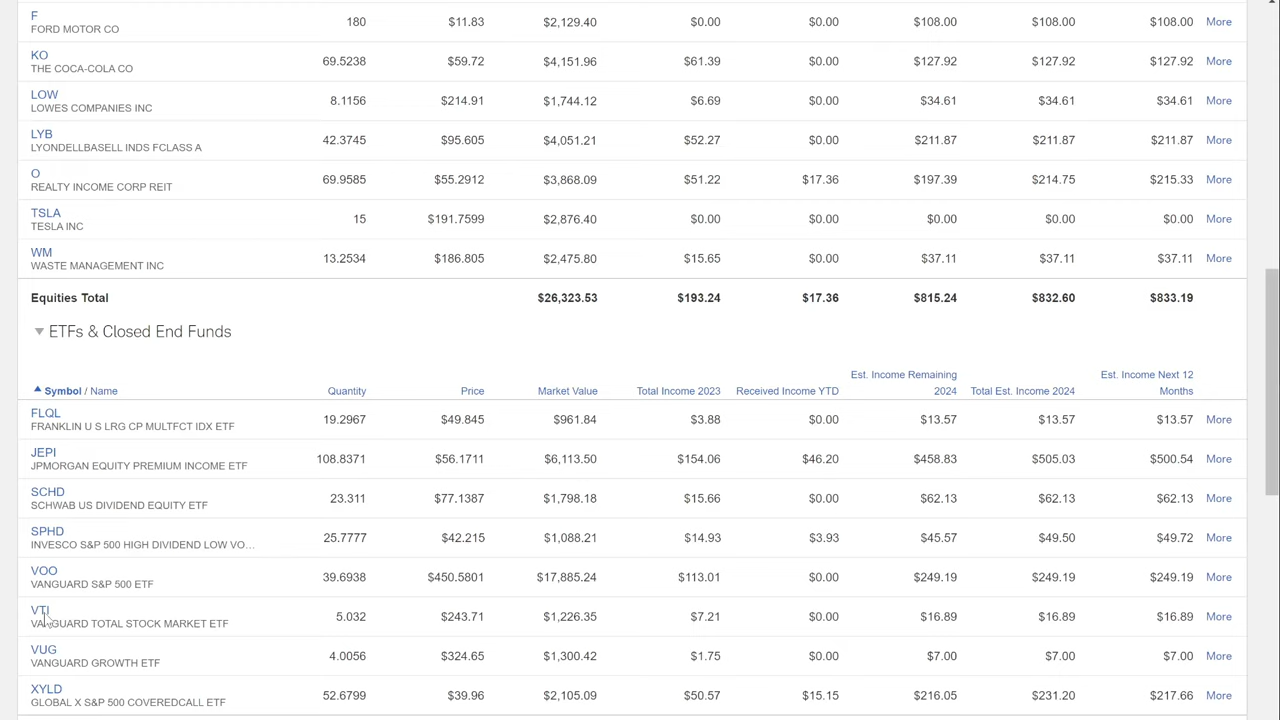 F 180 $11.83 $2,129.40 $0.00 $0.00 $108.00 $108.00 $108.00 More
FORD MOTOR CO
KO 69.5238 $59.72 $4,151.96 $61.39 $0.00 $127.92 $127.92 $127.92 More
THE COCA-COLA CO
LOW 8.1156 $214.91 $1,744.12 $6.69 $0.00 $34.61 $34.61 $34.61 More
LOWES COMPANIES INC
LYB 42.3745 $95.605 $4,051.21 $52.27 $0.00 $211.87 $211.87 $211.87 More
LYONDELLBASELL INDS FCLASS A
O 69.9585 $55.2912 $3,868.09 $51.22 $17.36 $197.39 $214.75 $215.33 More
REALTY INCOME CORP REIT
TSLA 15 $191.7599 $2,876.40 $0.00 $0.00 $0.00 $0.00 $0.00 More
TESLA INC
WM 13.2534 $186.805 $2,475.80 $15.65 $0.00 $37.11 $37.11 $37.11 More
WASTE MANAGEMENT INC
Equities Total $26,323.53 $193.24 $17.36 $815.24 $832.60 $833.19
ETFs & Closed End Funds
Est. Income Remaining Est. Income Next 12
Symbol / Name Quantity Price Market Value Total Income 2023 Received Income YTD 2024 Total Est. Income 2024 Months
FLQL 19.2967 $49.845 $961.84 $3.88 $0.00 $13.57 $13.57 $13.57 More
FRANKLIN U S LRG CP MULTFCT IDX ETF
JEPI 108.8371 $56.1711 $6,113.50 $154.06 $46.20 $458.83 $505.03 $500.54 More
JPMORGAN EQUITY PREMIUM INCOME ETF
SCHD 23.311 $77.1387 $1,798.18 $15.66 $0.00 $62.13 $62.13 $62.13 More
SCHWAB US DIVIDEND EQUITY ETF
SPHD 25.7777 $42.215 $1,088.21 $14.93 $3.93 $45.57 $49.50 $49.72 More
INVESCO S&P 500 HIGH DIVIDEND LOW VO...
VOO 39.6938 $450.5801 $17,885.24 $113.01 $0.00 $249.19 $249.19 $249.19 More
VANGUARD S&P 500 ETF
VTI 5.032 $243.71 $1,226.35 $7.21 $0.00 $16.89 $16.89 $16.89 More
VANGUARD TOTAL STOCK MARKET ETF
VUG 4.0056 $324.65 $1,300.42 $1.75 $0.00 $7.00 $7.00 $7.00 More
VANGUARD GROWTH ETF
XYLD 52.6799 $39.96 $2,105.09 $50.57 $15.15 $216.05 $231.20 $217.66 More
GLOBAL X S&P 500 COVEREDCALL ETF